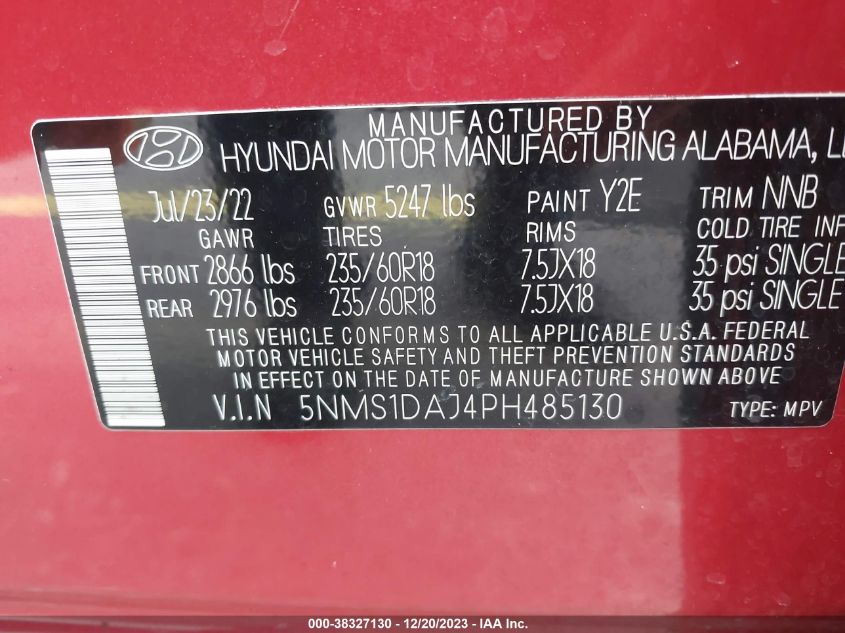 MANUFACTURED BY
HYUNDAI MOTOR MANUFACTURING ALABAMA,
Jul/23/22 GVWR 5247 lbs PAINT Y2E TRIM NNB
GAWR TIRES RIMS COLD TIRE INF
FRONT 2866 lbs 235/60R18 7.5JX18 35 psi SINGLE
REAR 2976 lbs 235/60R18 7.5JX18 35 psi SINGLE
THIS VEHICLE CONFORMS TO ALL APPLICABLE U.S.A. FEDERAL
MOTOR VEHICLE SAFETY AND THEFT PREVENTION STANDARDS
IN EFFECT ON THE DATE OF MANUFACTURE SHOWN ABOVE.
V.I.N 5NMS1DAJ4PH485130 TYPE: MPV
000-38327130 - 12/20/2023 - IAA Inc.